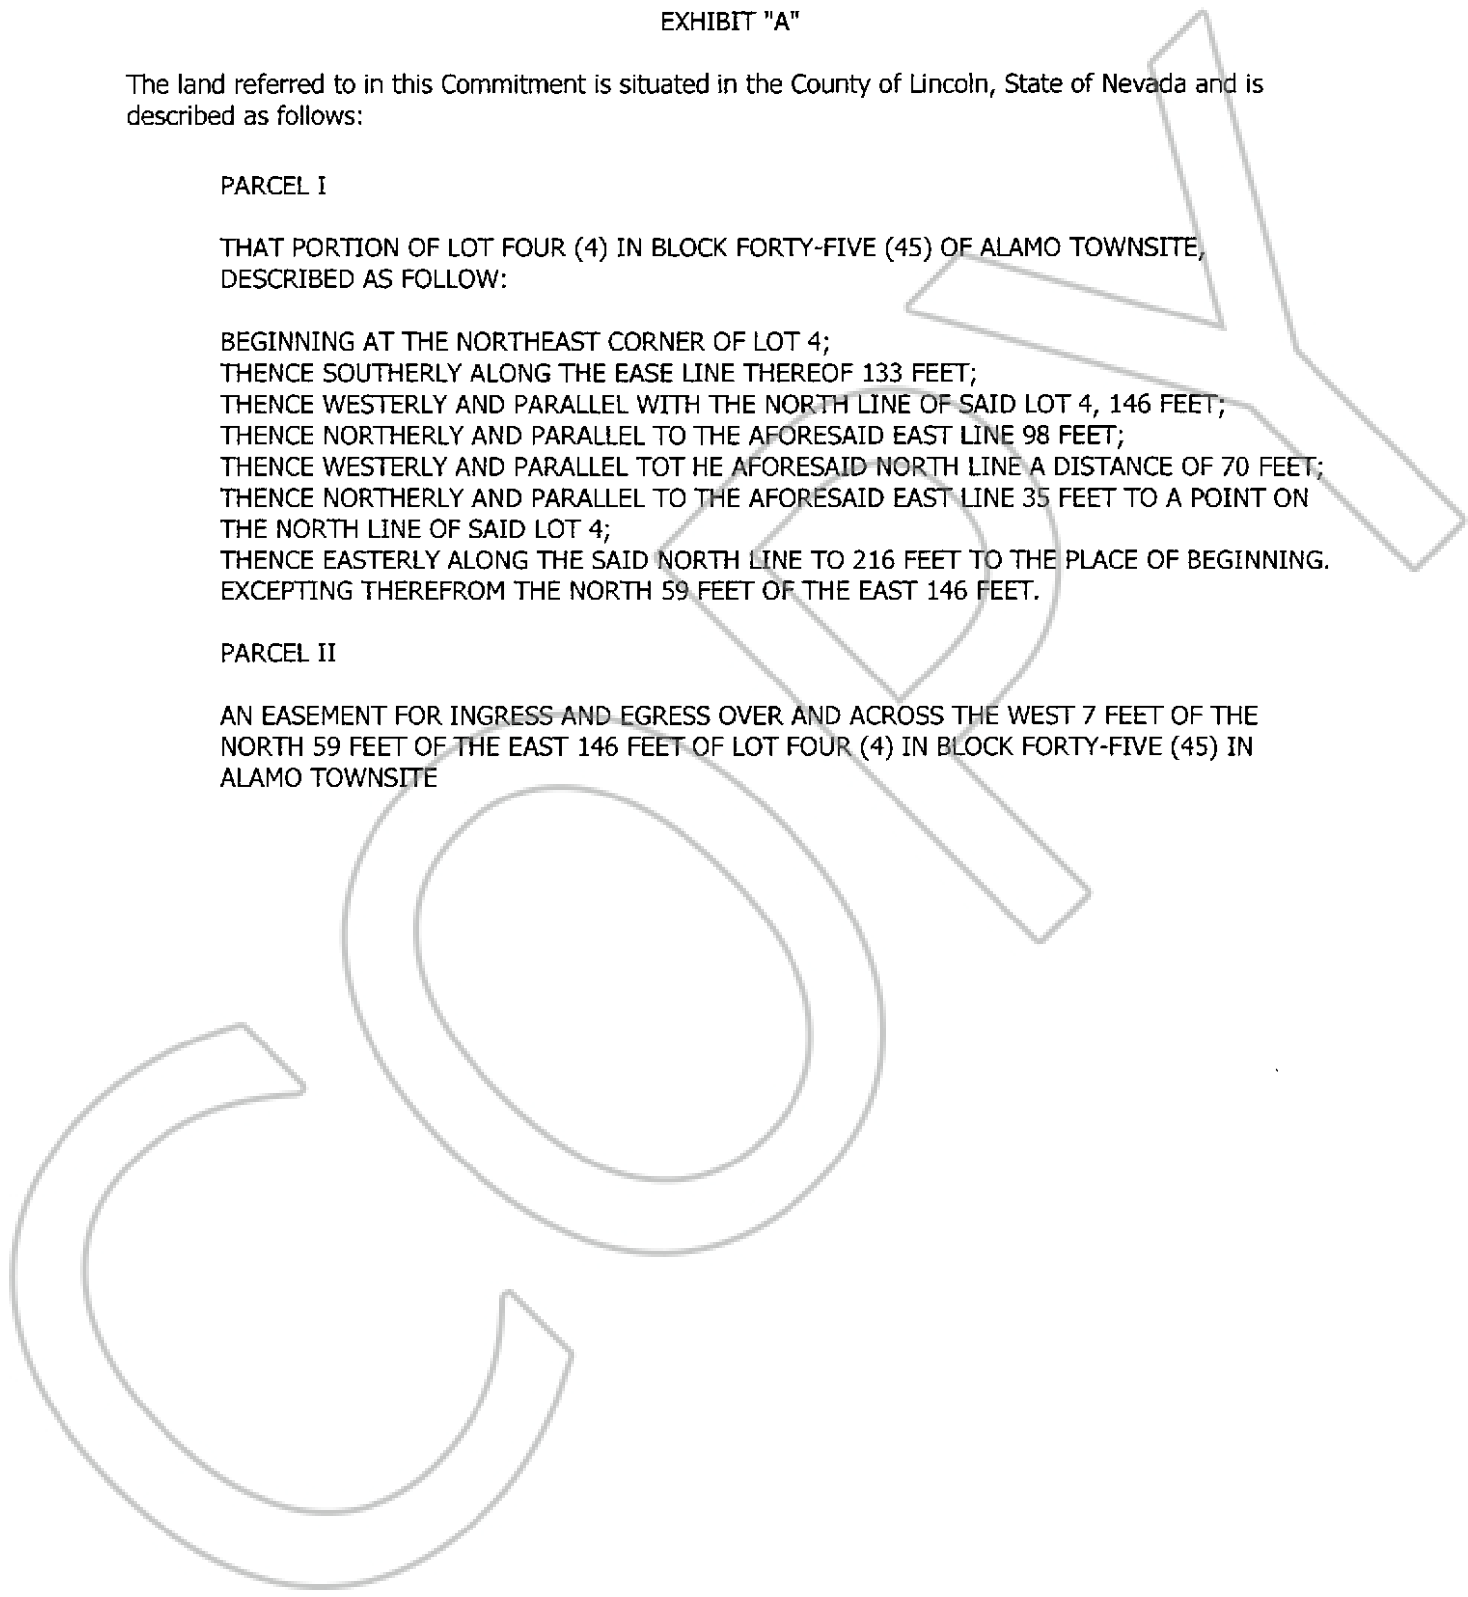 EXHIBIT "A"
The land referred to in this Commitment is situated in the County of Lincoln, State of Nevada and is
described as follows:
PARCEL I
THAT PORTION OF LOT FOUR (4) IN BLOCK FORTY-FIVE (45) OF ALAMO TOWNSITE,
DESCRIBED AS FOLLOW:
BEGINNING AT THE NORTHEAST CORNER OF LOT 4;
THENCE SOUTHERLY ALONG THE EASE LINE THEREOF 133 FEET;
THENCE WESTERLY AND PARALLEL WITH THE NORTH LINE OF SAID LOT 4, 146 FEET;
THENCE NORTHERLY AND PARALLEL TO THE AFORESAID EAST LINE 98 FEET;
THENCE WESTERLY AND PARALLEL TOT HE AFORESAID NORTH LINE A DISTANCE OF 70 FEET;
THENCE NORTHERLY AND PARALLEL TO THE AFORESAID EAST LINE 35 FEET TO A POINT ON
THE NORTH LINE OF SAID LOT 4;
THENCE EASTERLY ALONG THE SAID NORTH LINE TO 216 FEET TO THE PLACE OF BEGINNING.
EXCEPTING THEREFROM THE NORTH 59 FEET OF THE EAST 146 FEET.
PARCEL II
AN EASEMENT FOR INGRESS AND EGRESS OVER AND ACROSS THE WEST 7 FEET OF THE
NORTH 59 FEET OF THE EAST 146 FEET OF LOT FOUR (4) IN BLOCK FORTY-FIVE (45) IN
ALAMO TOWNSITE
COPY